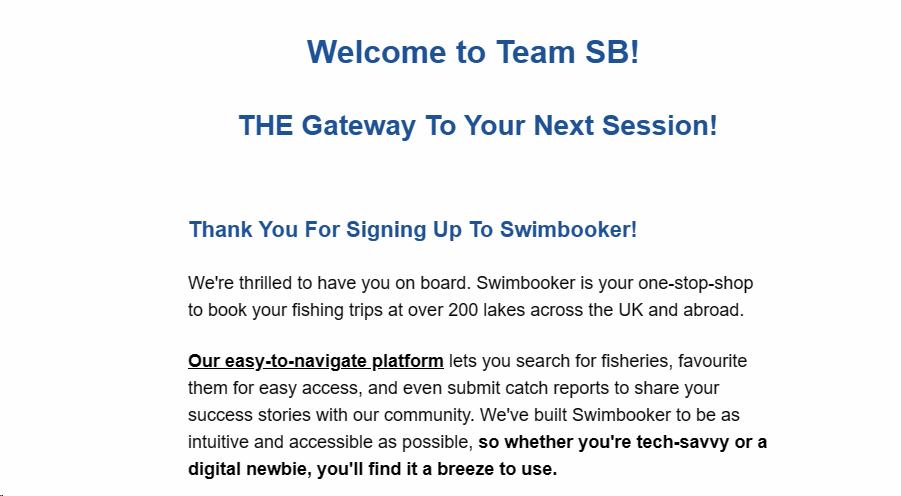 Welcome to Team SB!
THE Gateway To Your Next Session!
Thank You For Signing Up To Swimbooker!
We're thrilled to have you on board. Swimbooker is your one-stop-shop
to book your fishing trips at over 200 lakes across the UK and abroad.
Our easy-to-navigate platform lets you search for fisheries, favourite
them for easy access, and even submit catch reports to share your
success stories with our community. We've built Swimbooker to be as
intuitive and accessible as possible, so whether you're tech-savvy or a
digital newbie, you'll find it a breeze to use.